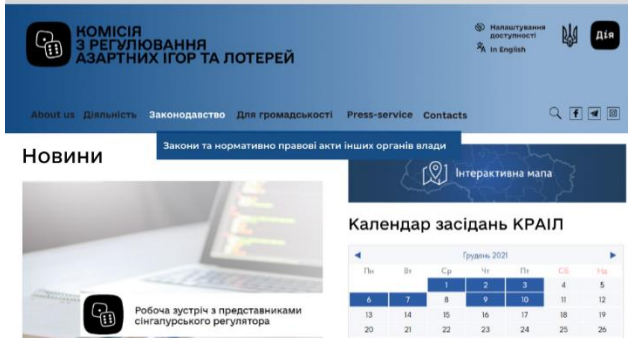 КОМІСІЯ
З РЕГУЛЮВАННЯ
АЗАРТНИХ ІГОР ТА ЛОТЕРЕЙ
Налаштування
доступності
In English
Дія
About us Діяльність Законодавство Для громадськості Press-service Contacts
Закони та нормативно правові акти інших органів влади
Новини
Інтерактивна мапа
Робоча зустріч з представниками
сінгапурського регулятора
Календар засідань КРАІЛ
Грудень 2021
Пн Вт Ср Чт Пт Сб Нд
1 2 3 4 5
6 7 8 9 10 11 12
13 14 15 16 17 18 19
20 21 22 23 24 25 26